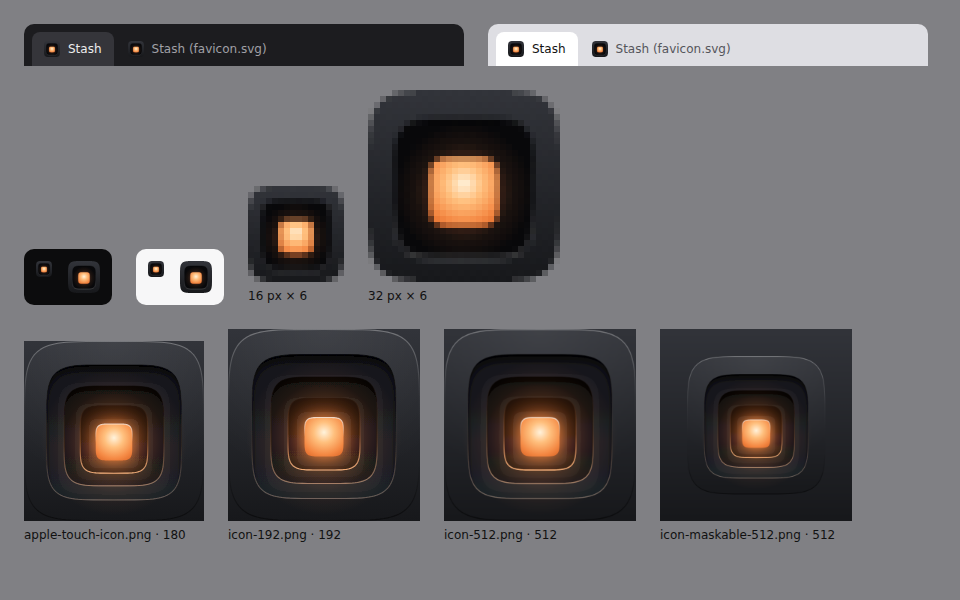 Stash
Stash (favicon.svg)
Stash
Stash (favicon.svg)
16 px × 6
32 px × 6
apple-touch-icon.png · 180
icon-192.png · 192
icon-512.png · 512
icon-maskable-512.png · 512